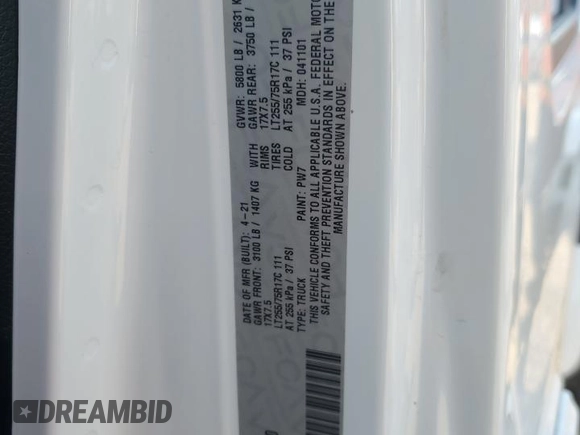 DATE OF MFR (BUILT): 4-21 GVWR: 5800 LB / 2631 K
GAWR FRONT: 3100 LB / 1407 KG WITH GAWR REAR: 3750 LB /
17X7.5 RIMS 17X7.5
LT255/75R17C 111 TIRES LT255/75R17C 111
AT 255 kPa / 37 PSI COLD AT 255 kPa / 37 PSI
TYPE: TRUCK PAINT: PW7 MDH: 041101
THIS VEHICLE CONFORMS TO ALL APPLICABLE U.S.A. FEDERAL MOTO
SAFETY AND THEFT PREVENTION STANDARDS IN EFFECT ON THE
MANUFACTURE SHOWN ABOVE.
DREAMBID